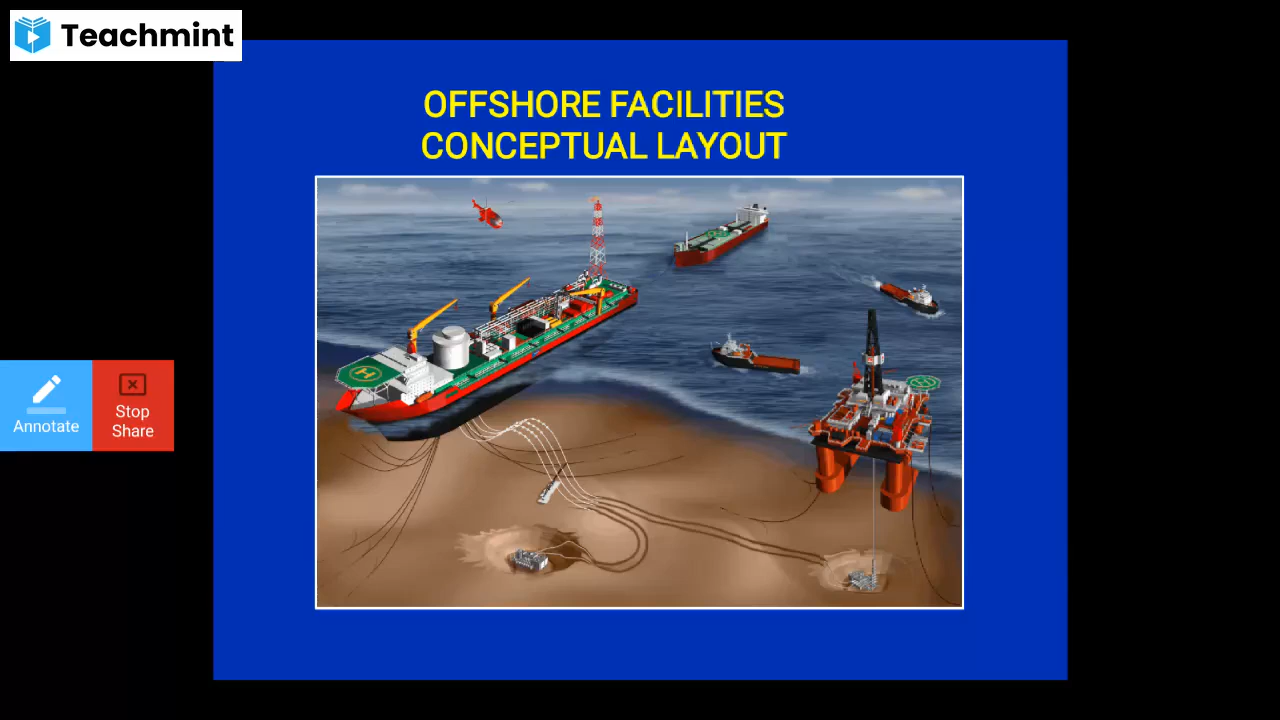 Teachmint
OFFSHORE FACILITIES
CONCEPTUAL LAYOUT
H
Annotate
Stop
Share